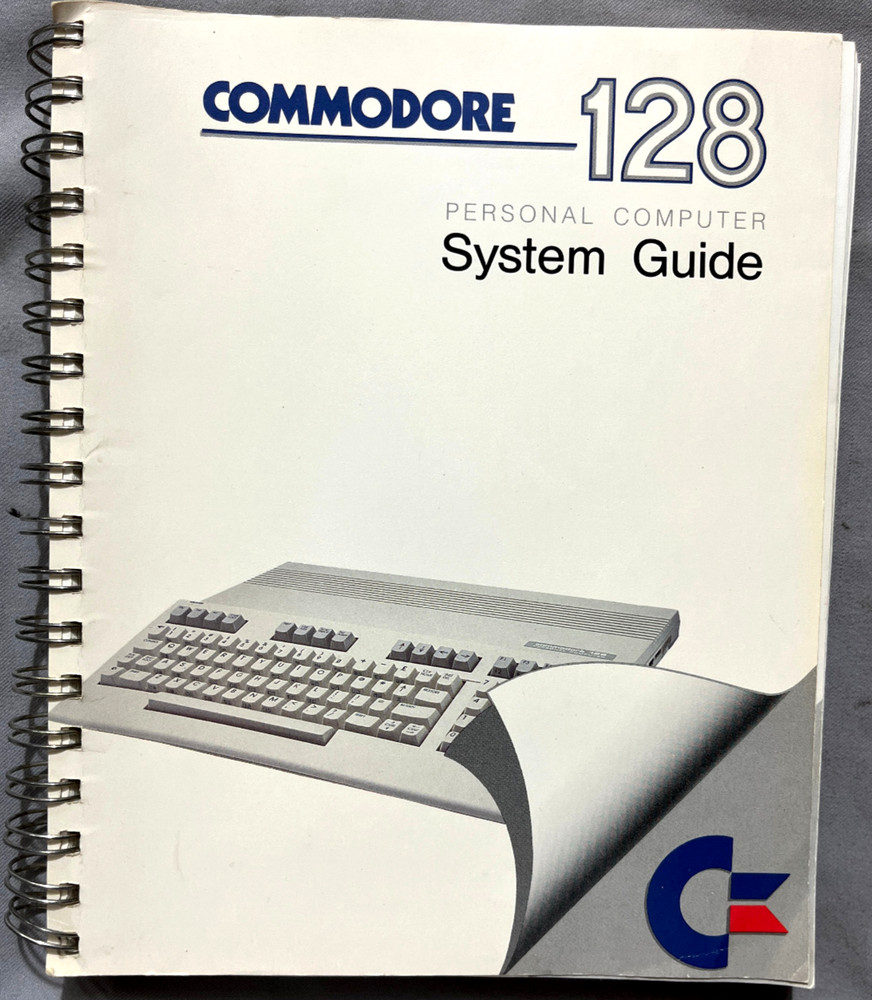 COMMODORE 128
PERSONAL COMPUTER
System Guide